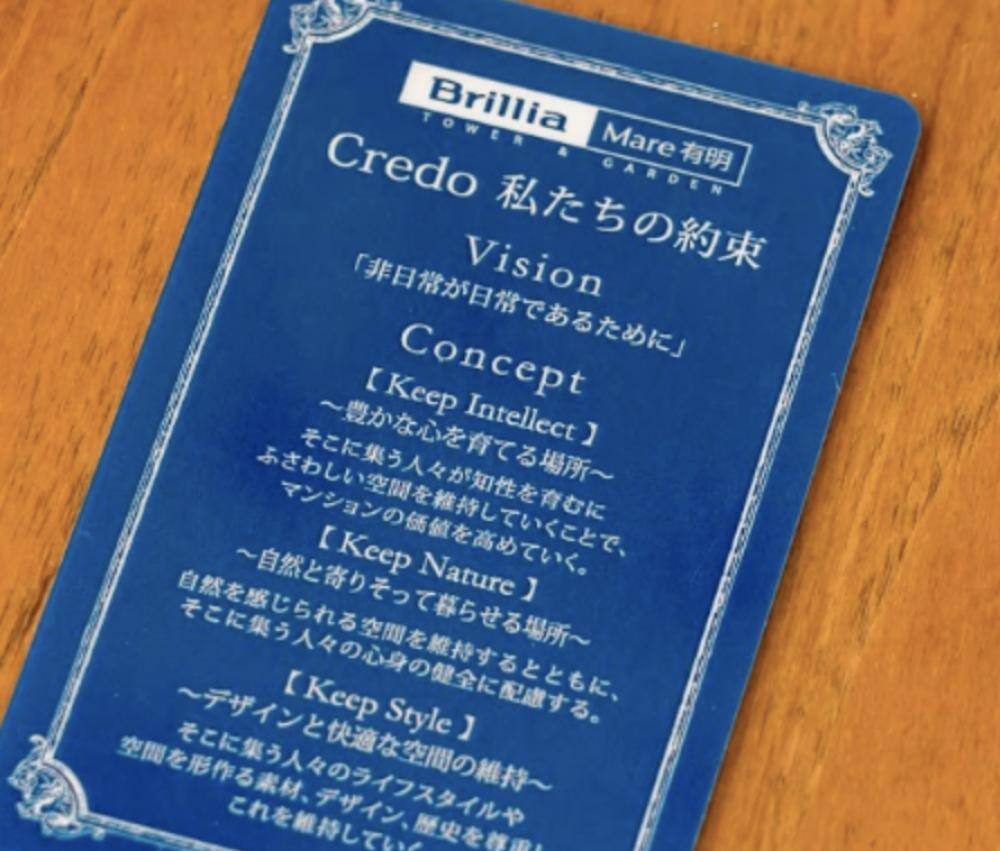 Brillia Mare 有明
TOWER & GARDEN
Credo 私たちの約束
Vision
「非日常が日常であるために」
Concept
【Keep Intellect】
〜豊かな心を育てる場所〜
そこに集う人々が知性を育むに
ふさわしい空間を維持していくことで、
マンションの価値を高めていく。
【Keep Nature】
〜自然と寄りそって暮らせる場所〜
自然を感じられる空間を維持するとともに、
そこに集う人々の心身の健全に配慮する。
【Keep Style】
〜デザインと快適な空間の維持〜
そこに集う人々のライフスタイルや
空間を形作る素材、デザイン、歴史を尊重し
これを維持してい